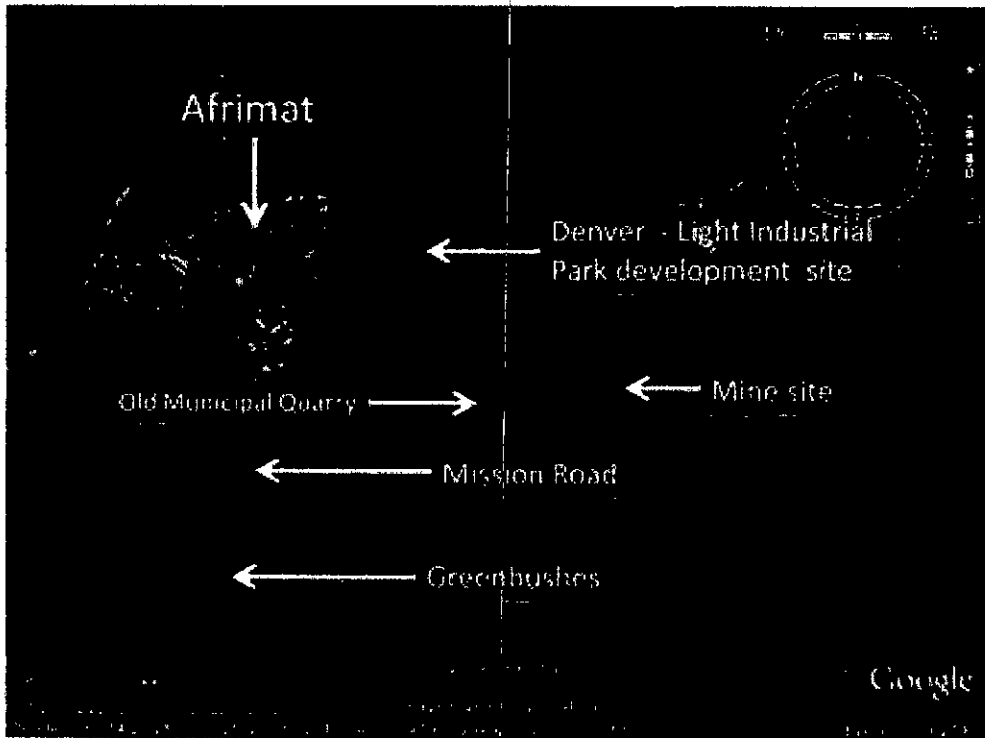 Afrimat
N
Denver - Light Industrial
Park development site
Old Municipal Quarry
Mine site
Mission Road
Greenbushes
Google